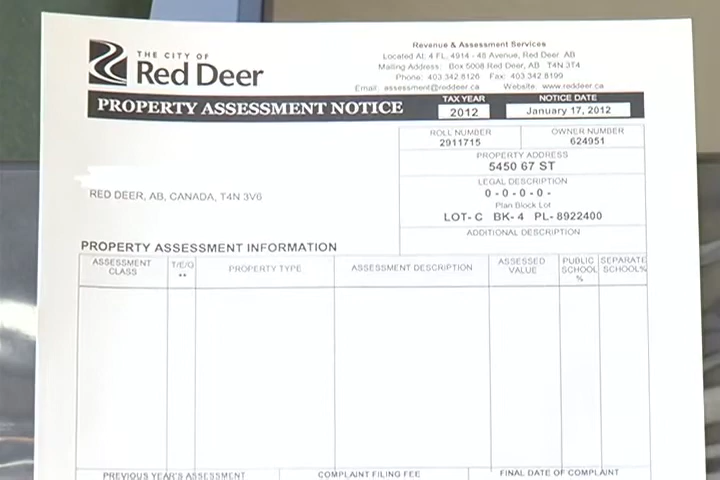 THE CITY OF
Red Deer
Revenue & Assessment Services
Located At: 4 FL, 4914 - 48 Avenue, Red Deer AB
Mailing Address: Box 5008 Red Deer, AB T4N 3T4
Phone: 403.342.8126 Fax: 403.342.8199
Email: assessment@reddeer.ca Website: www.reddeer.ca
PROPERTY ASSESSMENT NOTICE
TAX YEAR
2012
NOTICE DATE
January 17, 2012
ROLL NUMBER
2911715
OWNER NUMBER
624951
PROPERTY ADDRESS
5450 67 ST
LEGAL DESCRIPTION
0 - 0 - 0 - 0 -
Plan Block Lot
LOT- C BK- 4 PL- 8922400
ADDITIONAL DESCRIPTION
RED DEER, AB, CANADA, T4N 3V6
PROPERTY ASSESSMENT INFORMATION
ASSESSMENT CLASS
T/E/G
**
PROPERTY TYPE
ASSESSMENT DESCRIPTION
ASSESSED VALUE
PUBLIC SCHOOL %
SEPARATE SCHOOL%
PREVIOUS YEAR'S ASSESSMENT
COMPLAINT FILING FEE
FINAL DATE OF COMPLAINT